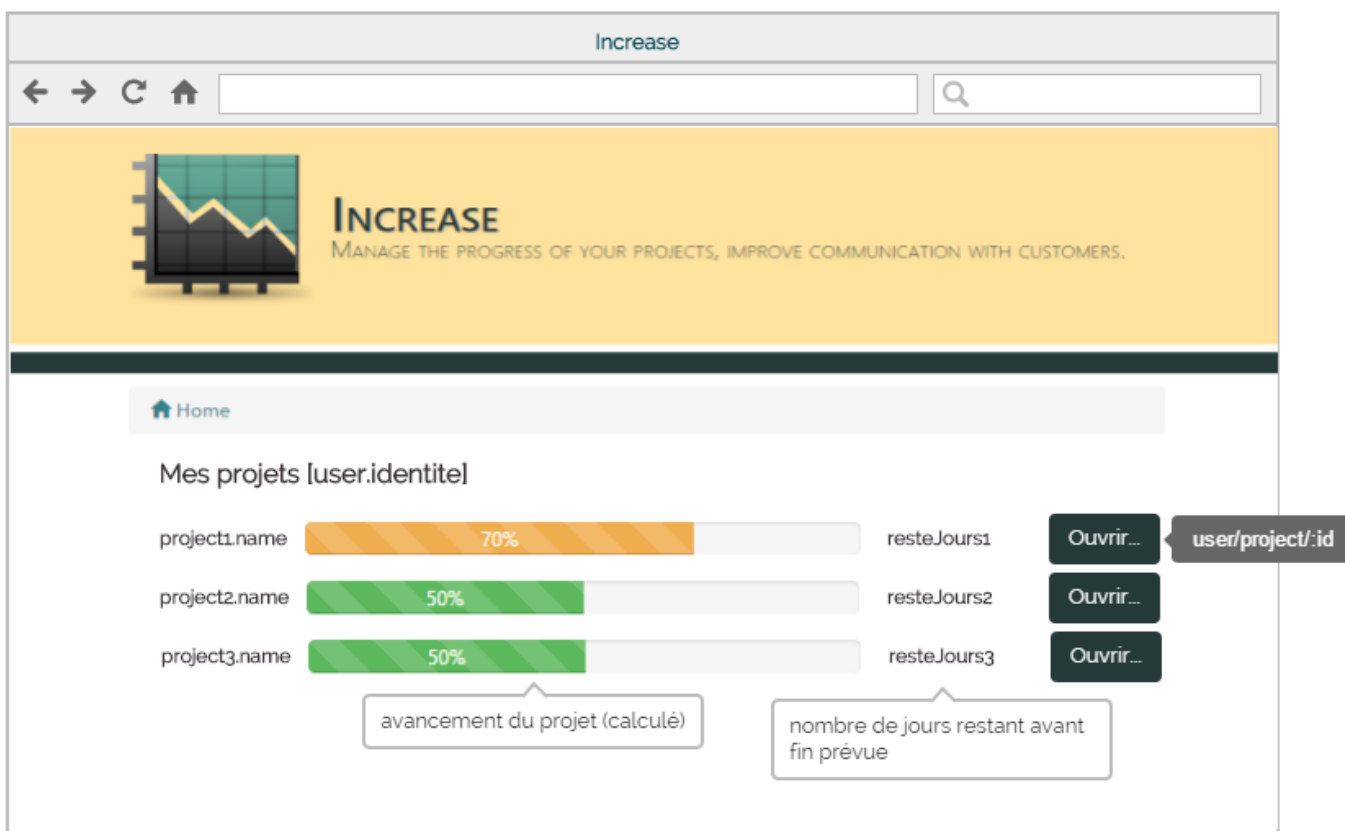 Increase
INCREASE
MANAGE THE PROGRESS OF YOUR PROJECTS, IMPROVE COMMUNICATION WITH CUSTOMERS.
Home
Mes projets [user.identite]
project1.name 70% resteJours1 Ouvrir... user/project/:id
project2.name 50% resteJours2 Ouvrir...
project3.name 50% resteJours3 Ouvrir...
avancement du projet (calculé)
nombre de jours restant avant
fin prévue